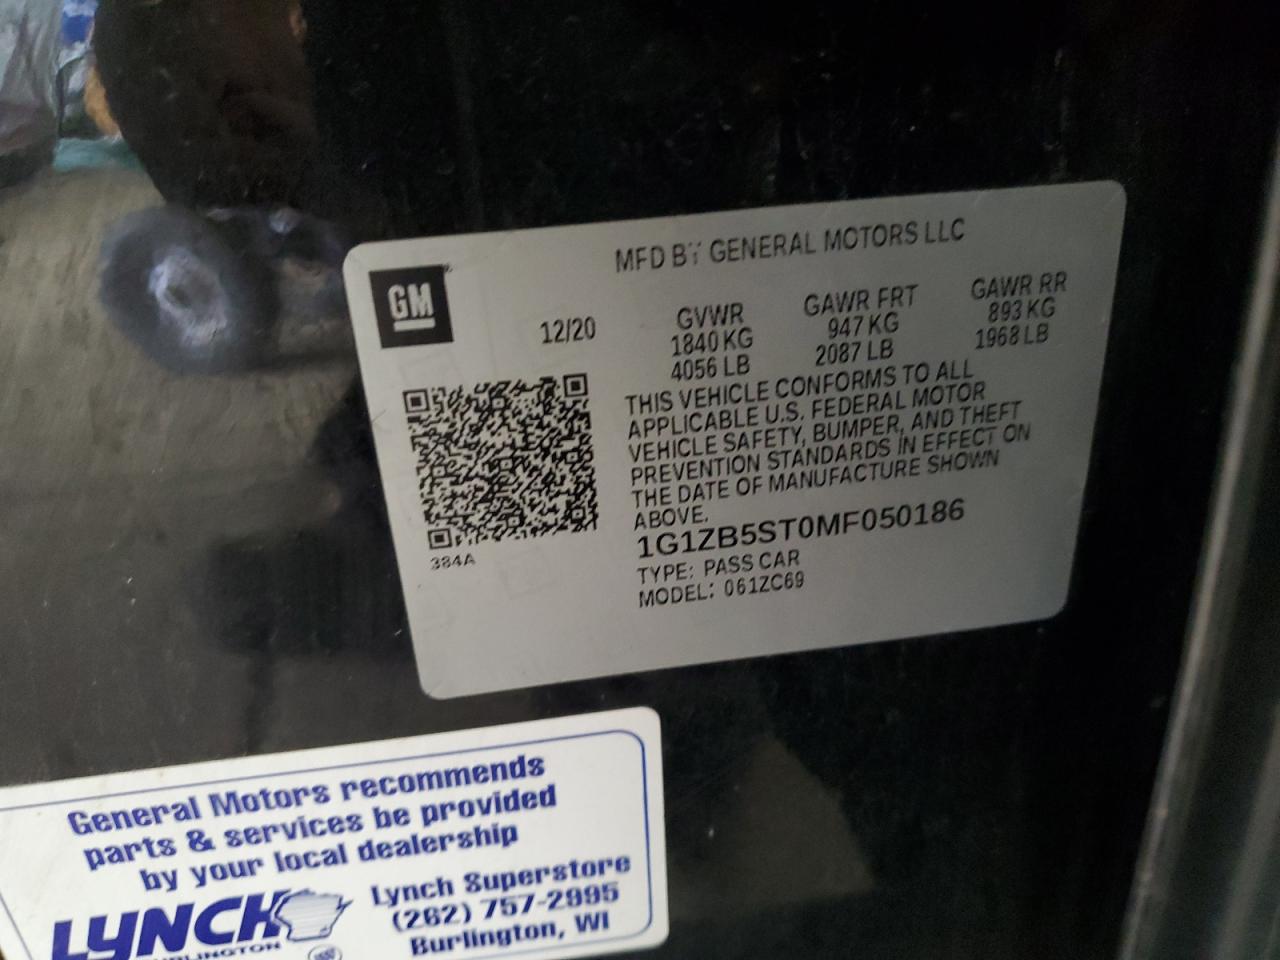 MFD BY GENERAL MOTORS LLC
GM
12/20
GVWR
1840 KG
4056 LB
GAWR FRT
947 KG
2087 LB
GAWR RR
893 KG
1968 LB
THIS VEHICLE CONFORMS TO ALL
APPLICABLE U.S. FEDERAL MOTOR
VEHICLE SAFETY, BUMPER, AND THEFT
PREVENTION STANDARDS IN EFFECT ON
THE DATE OF MANUFACTURE SHOWN
ABOVE.
1G1ZB5ST0MF050186
TYPE: PASS CAR
MODEL: 061ZC69
384A
General Motors recommends
parts & services be provided
by your local dealership
LYNCH
BURLINGTON
Lynch Superstore
(262) 757-2995
Burlington, WI